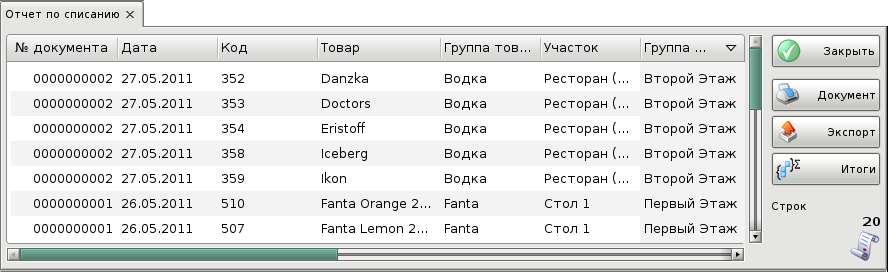 Отчет по списанию
№ документа Дата Код Товар Группа тов... Участок Группа ...
0000000002 27.05.2011 352 Danzka Водка Ресторан (... Второй Этаж
0000000002 27.05.2011 353 Doctors Водка Ресторан (... Второй Этаж
0000000002 27.05.2011 354 Eristoff Водка Ресторан (... Второй Этаж
0000000002 27.05.2011 358 Iceberg Водка Ресторан (... Второй Этаж
0000000002 27.05.2011 359 Ikon Водка Ресторан (... Второй Этаж
0000000001 26.05.2011 510 Fanta Orange 2... Fanta Стол 1 Первый Этаж
0000000001 26.05.2011 507 Fanta Lemon 2... Fanta Стол 1 Первый Этаж
Закрыть
Документ
Экспорт
{}Σ Итоги
Строк
20